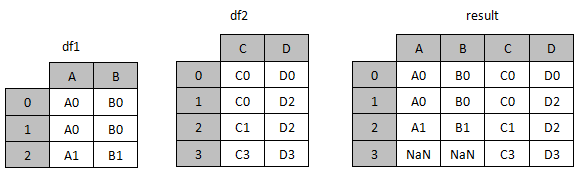 df1
A B
0 A0 B0
1 A0 B0
2 A1 B1
df2
C D
0 C0 D0
1 C0 D2
2 C1 D2
3 C3 D3
result
A B C D
0 A0 B0 C0 D0
1 A0 B0 C0 D2
2 A1 B1 C1 D2
3 NaN NaN C3 D3